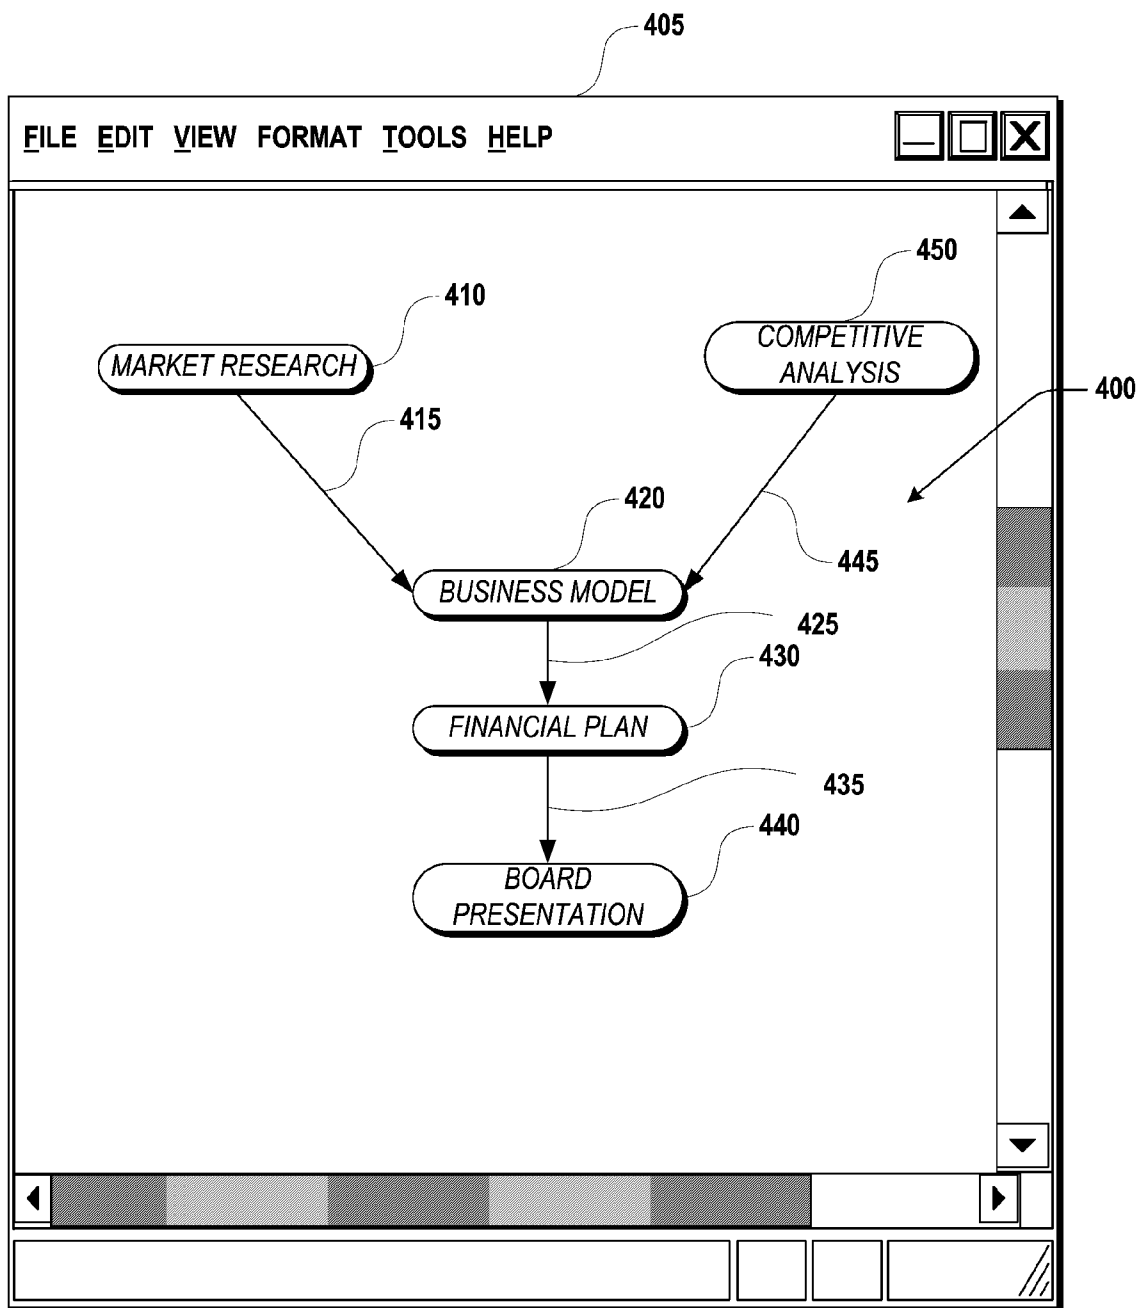 405
FILE EDIT VIEW FORMAT TOOLS HELP
450
410
COMPETITIVE
ANALYSIS
MARKET RESEARCH
400
415
420
445
BUSINESS MODEL
425
430
FINANCIAL PLAN
435
440
BOARD
PRESENTATION